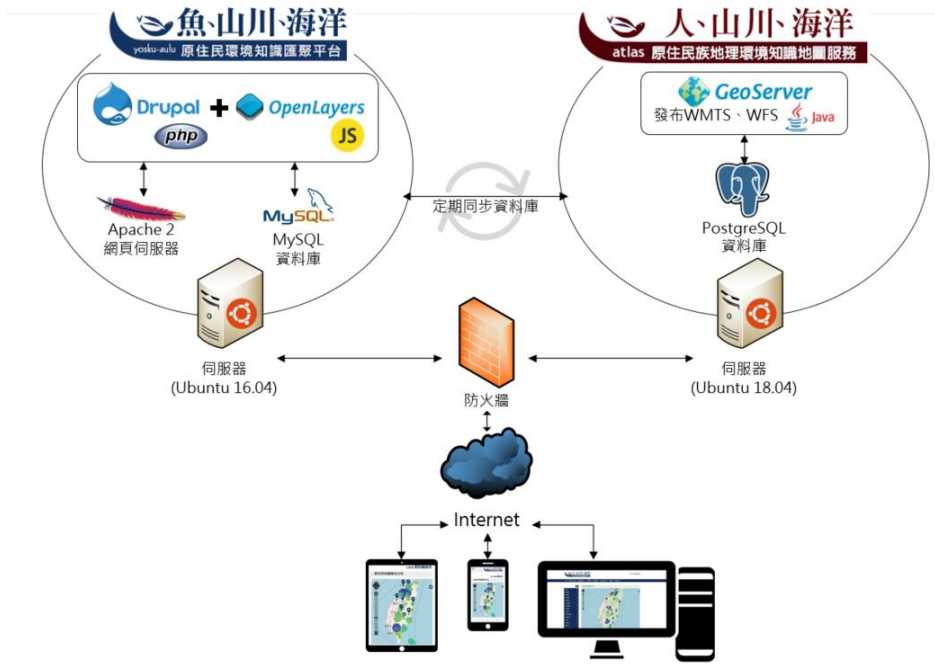 魚、山川、海洋
yosku-aulu 原住民環境知識匯聚平台
人、山川、海洋
atlas 原住民族地理環境知識地圖服務
Drupal + OpenLayers
php
JS
GeoServer
發布WMTS、WFS
Java
Apache 2
網頁伺服器
MySQL
MySQL
資料庫
定期同步資料庫
PostgreSQL
資料庫
伺服器
(Ubuntu 16.04)
防火牆
伺服器
(Ubuntu 18.04)
Internet